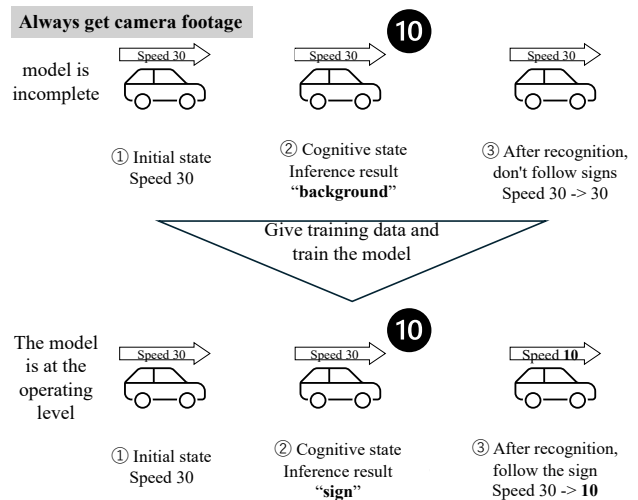 Always get camera footage
10
Speed 30
Speed 30
Speed 30
model is
incomplete
① Initial state
Speed 30
② Cognitive state
Inference result
“background”
③ After recognition,
don't follow signs
Speed 30 -> 30
Give training data and
train the model
10
The model
is at the
operating
level
Speed 30
Speed 30
Speed 10
① Initial state
Speed 30
② Cognitive state
Inference result
“sign”
③ After recognition,
follow the sign
Speed 30 -> 10